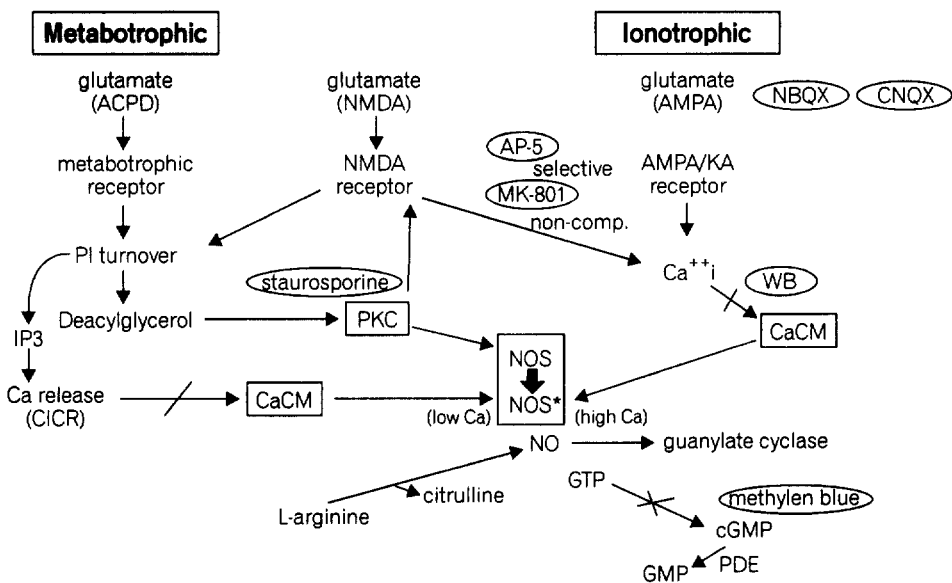 Metabotrophic
Ionotrophic
glutamate
(ACPD)
glutamate
(NMDA)
glutamate
(AMPA)
NBQX
CNQX
metabotrophic
receptor
NMDA
receptor
AP-5
selective
MK-801
non-comp.
AMPA/KA
receptor
PI turnover
staurosporine
Ca++i
WB
IP3
Deacylglycerol
PKC
CaCM
Ca release
(CICR)
CaCM
NOS
NOS*
(low Ca)
(high Ca)
NO
guanylate cyclase
L-arginine
citrulline
GTP
methylen blue
cGMP
GMP
PDE